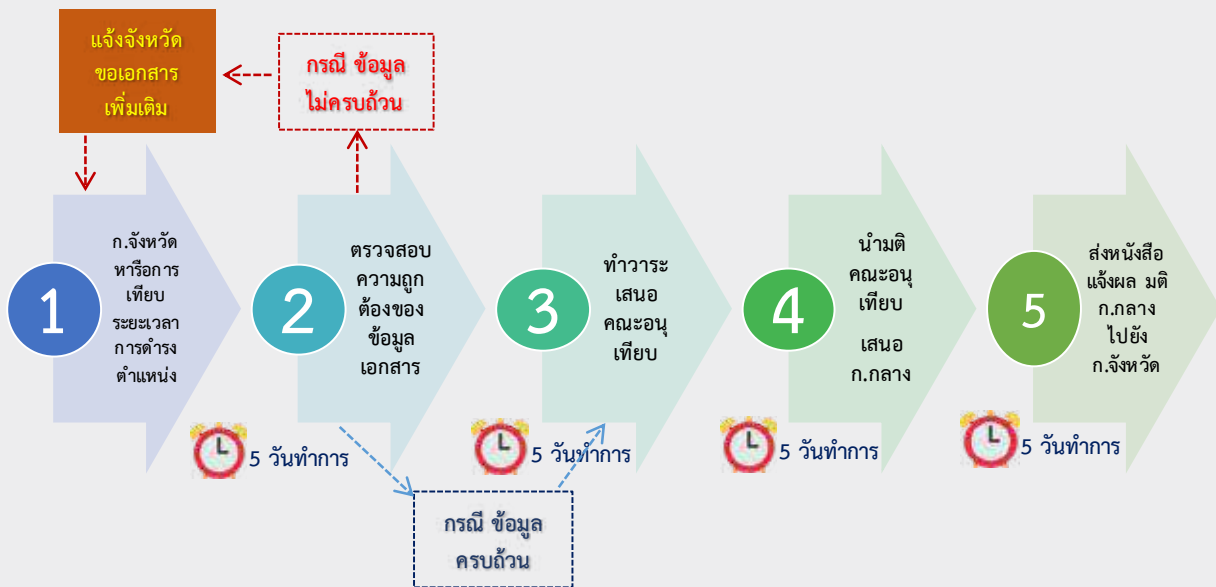 แจ้งจังหวัด
ขอเอกสาร
เพิ่มเติม
กรณี ข้อมูล
ไม่ครบถ้วน
1
ก.จังหวัด
หารือการ
เทียบ
ระยะเวลา
การดำรง
ตำแหน่ง
2
ตรวจสอบ
ความถูก
ต้องของ
ข้อมูล
เอกสาร
3
ทำวาระ
เสนอ
คณะอนุ
เทียบ
4
นำมติ
คณะอนุ
เทียบ
เสนอ
ก.กลาง
5
ส่งหนังสือ
แจ้งผล มติ
ก.กลาง
ไปยัง
ก.จังหวัด
5 วันทำการ
5 วันทำการ
5 วันทำการ
5 วันทำการ
กรณี ข้อมูล
ครบถ้วน